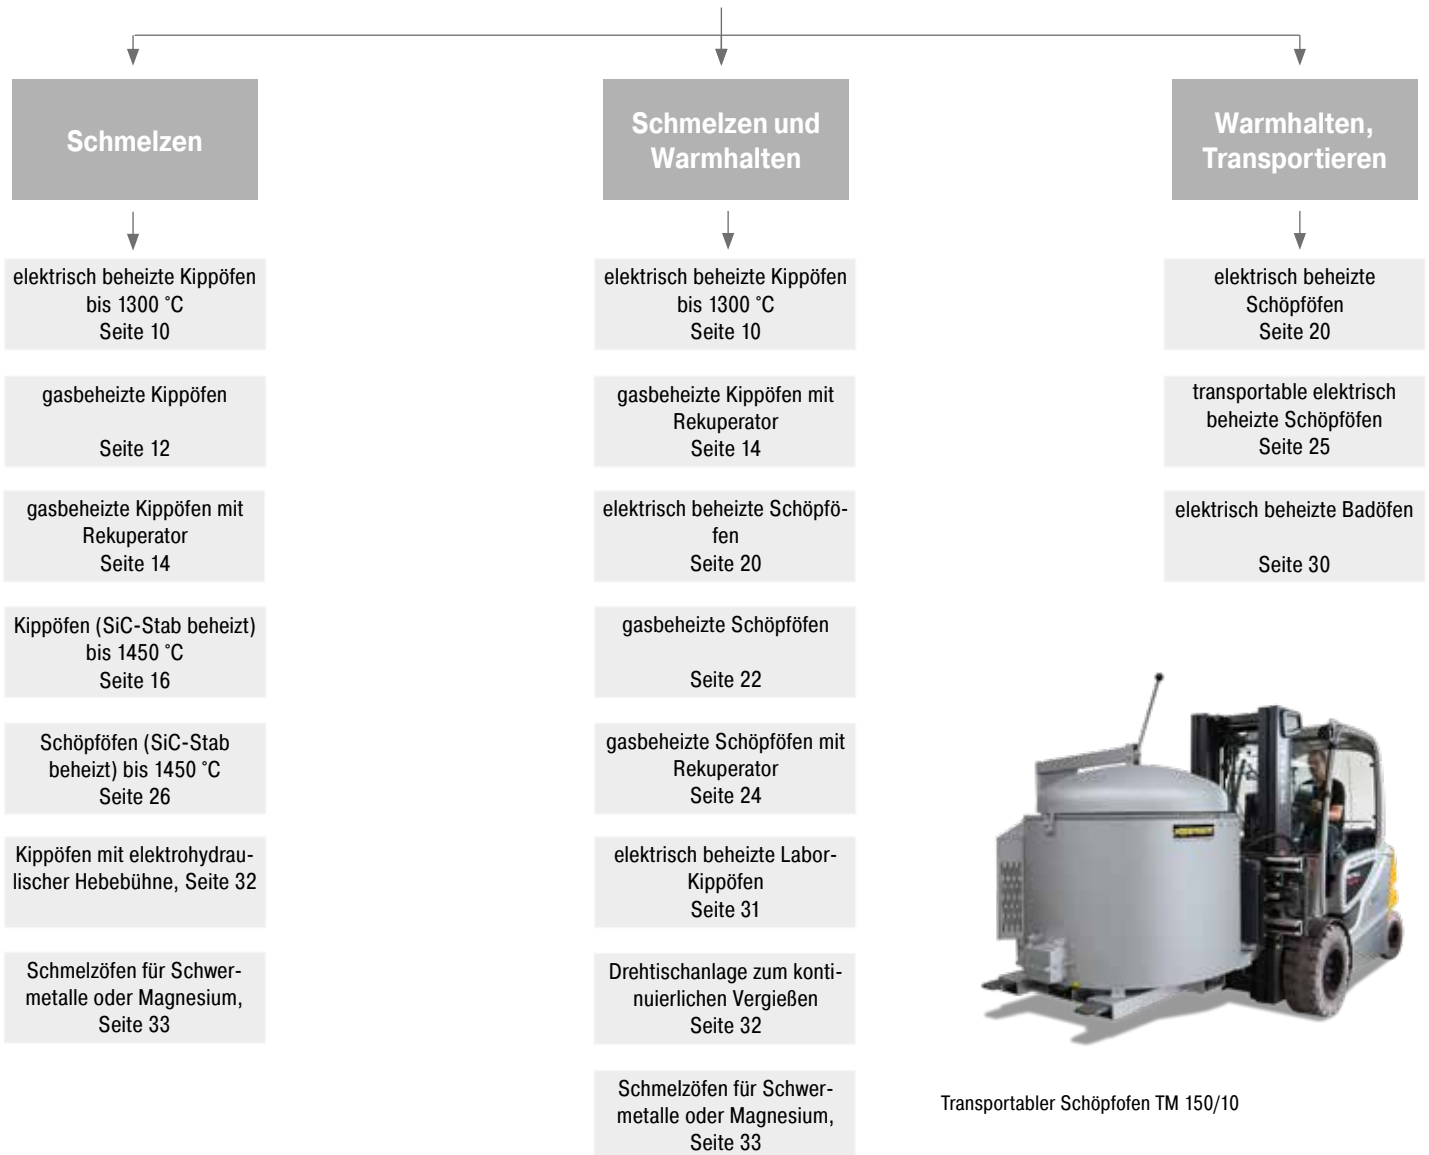 Schmelzen
elektrisch beheizte Kippöfen
bis 1300 °C
Seite 10
gasbeheizte Kippöfen
Seite 12
gasbeheizte Kippöfen mit
Rekuperator
Seite 14
Kippöfen (SiC-Stab beheizt)
bis 1450 °C
Seite 16
Schöpföfen (SiC-Stab
beheizt) bis 1450 °C
Seite 26
Kippöfen mit elektrohydrau-
lischer Hebebühne, Seite 32
Schmelzöfen für Schwer-
metalle oder Magnesium,
Seite 33
Schmelzen und
Warmhalten
elektrisch beheizte Kippöfen
bis 1300 °C
Seite 10
gasbeheizte Kippöfen mit
Rekuperator
Seite 14
elektrisch beheizte Schöpfö-
fen
Seite 20
gasbeheizte Schöpföfen
Seite 22
gasbeheizte Schöpföfen mit
Rekuperator
Seite 24
elektrisch beheizte Labor-
Kippöfen
Seite 31
Drehtischanlage zum konti-
nuierlichen Vergießen
Seite 32
Schmelzöfen für Schwer-
metalle oder Magnesium,
Seite 33
Warmhalten,
Transportieren
elektrisch beheizte
Schöpföfen
Seite 20
transportable elektrisch
beheizte Schöpföfen
Seite 25
elektrisch beheizte Badöfen
Seite 30
Transportabler Schöpfofen TM 150/10